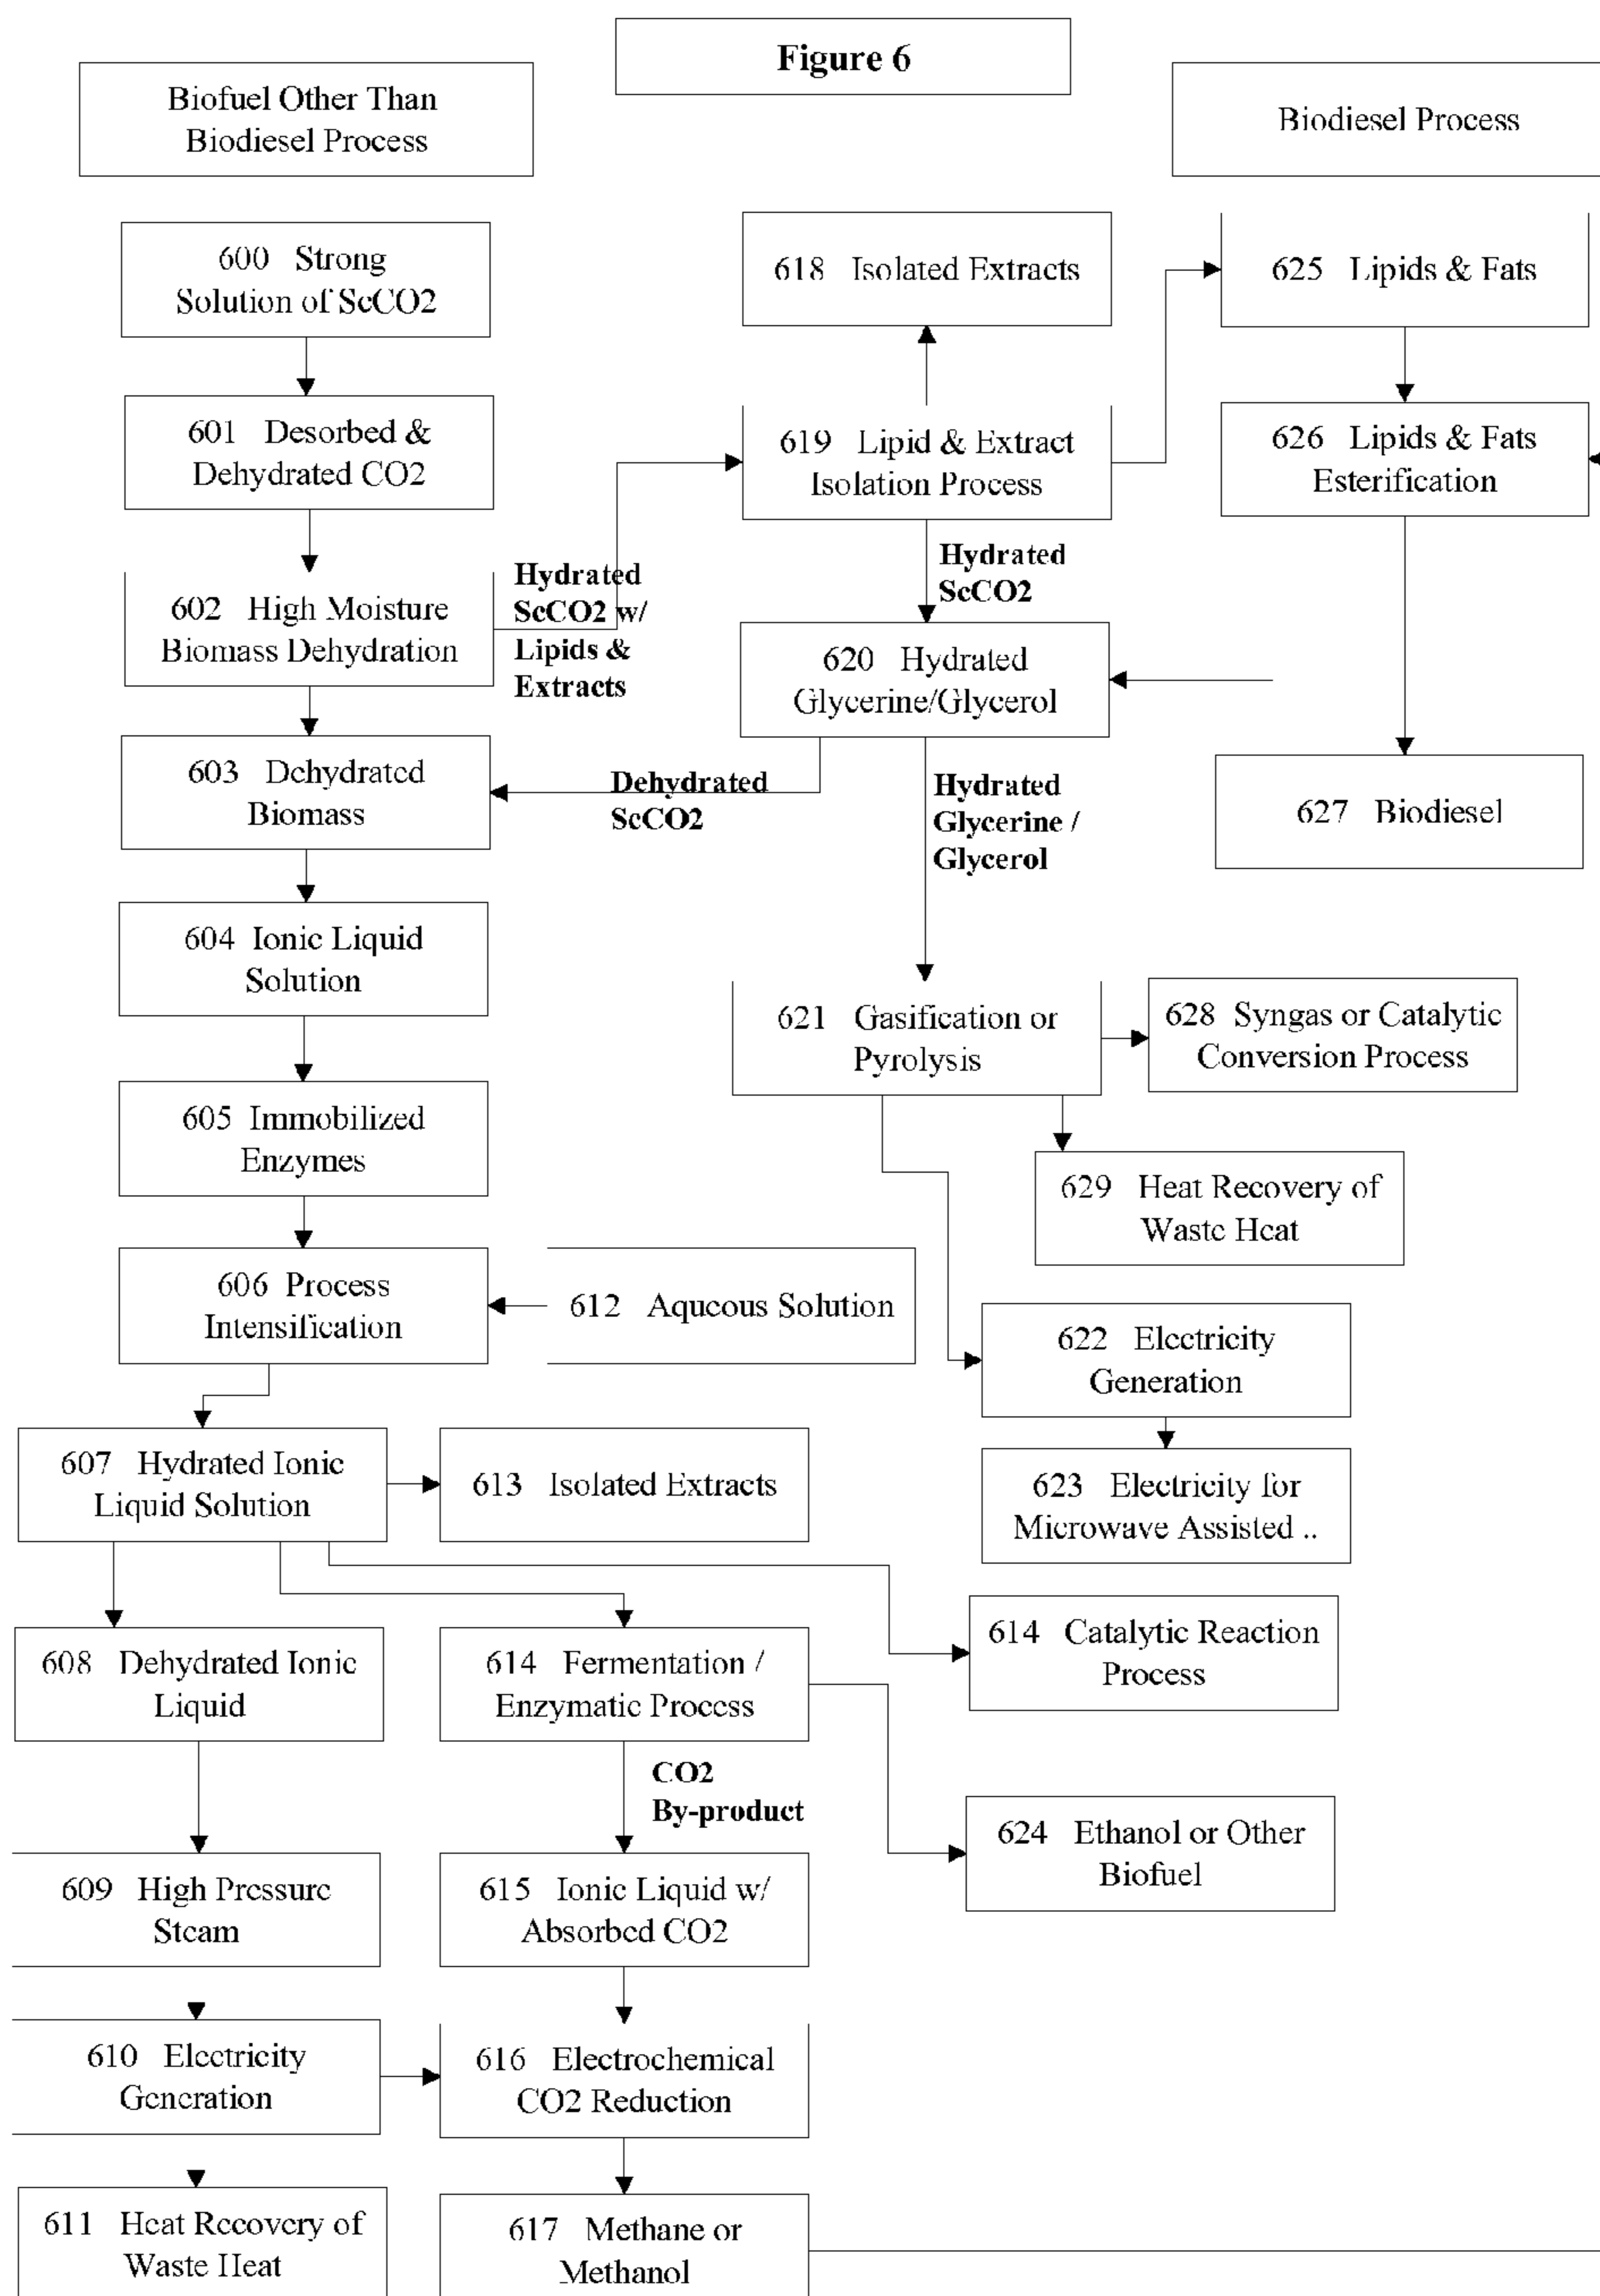 Figure 6
Biofuel Other Than
Biodiesel Process
Biodiesel Process
600 Strong
Solution of ScCO2
601 Desorbed &
Dehydrated CO2
602 High Moisture
Biomass Dehydration
Hydrated
ScCO2 w/
Lipids &
Extracts
603 Dehydrated
Biomass
604 Ionic Liquid
Solution
605 Immobilized
Enzymes
606 Process
Intensification
612 Aqueous Solution
607 Hydrated Ionic
Liquid Solution
613 Isolated Extracts
608 Dehydrated Ionic
Liquid
614 Fermentation /
Enzymatic Process
614 Catalytic Reaction
Process
CO2
By-product
609 High Pressure
Steam
615 Ionic Liquid w/
Absorbed CO2
624 Ethanol or Other
Biofuel
610 Electricity
Generation
616 Electrochemical
CO2 Reduction
611 Heat Recovery of
Waste Heat
617 Methane or
Methanol
618 Isolated Extracts
619 Lipid & Extract
Isolation Process
Hydrated
ScCO2
620 Hydrated
Glycerine/Glycerol
Dehydrated
ScCO2
Hydrated
Glycerine /
Glycerol
621 Gasification or
Pyrolysis
628 Syngas or Catalytic
Conversion Process
629 Heat Recovery of
Waste Heat
622 Electricity
Generation
623 Electricity for
Microwave Assisted ..
625 Lipids & Fats
626 Lipids & Fats
Esterification
627 Biodiesel